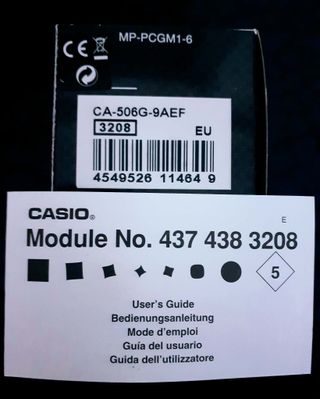 MP-PCGM1-6
CE
CA-506G-9AEF
3208 EU
4549526 11464 9
CASIO® E
Module No. 437 438 3208
5
User's Guide
Bedienungsanleitung
Mode d'emploi
Guía del usuario
Guida dell'utilizzatore